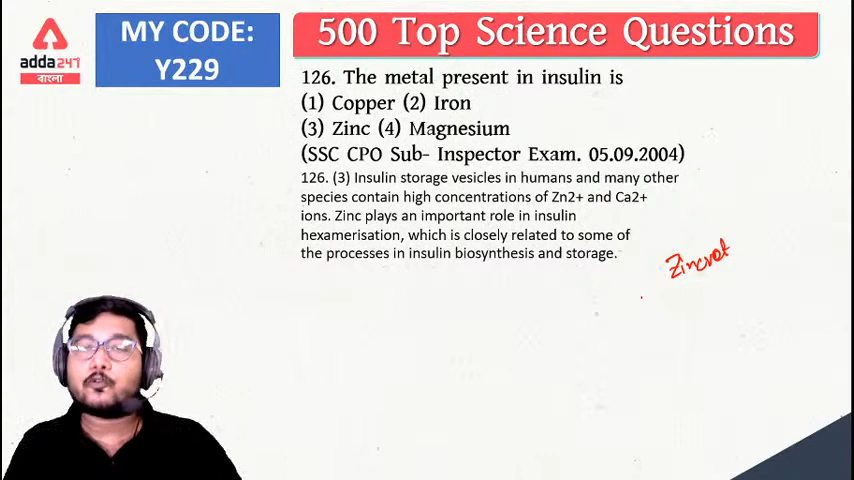 adda247
বাংলা
MY CODE:
Y229
500 Top Science Questions
126. The metal present in insulin is
(1) Copper (2) Iron
(3) Zinc (4) Magnesium
(SSC CPO Sub- Inspector Exam. 05.09.2004)
126. (3) Insulin storage vesicles in humans and many other
species contain high concentrations of Zn2+ and Ca2+
ions. Zinc plays an important role in insulin
hexamerisation, which is closely related to some of
the processes in insulin biosynthesis and storage.
Zincovit